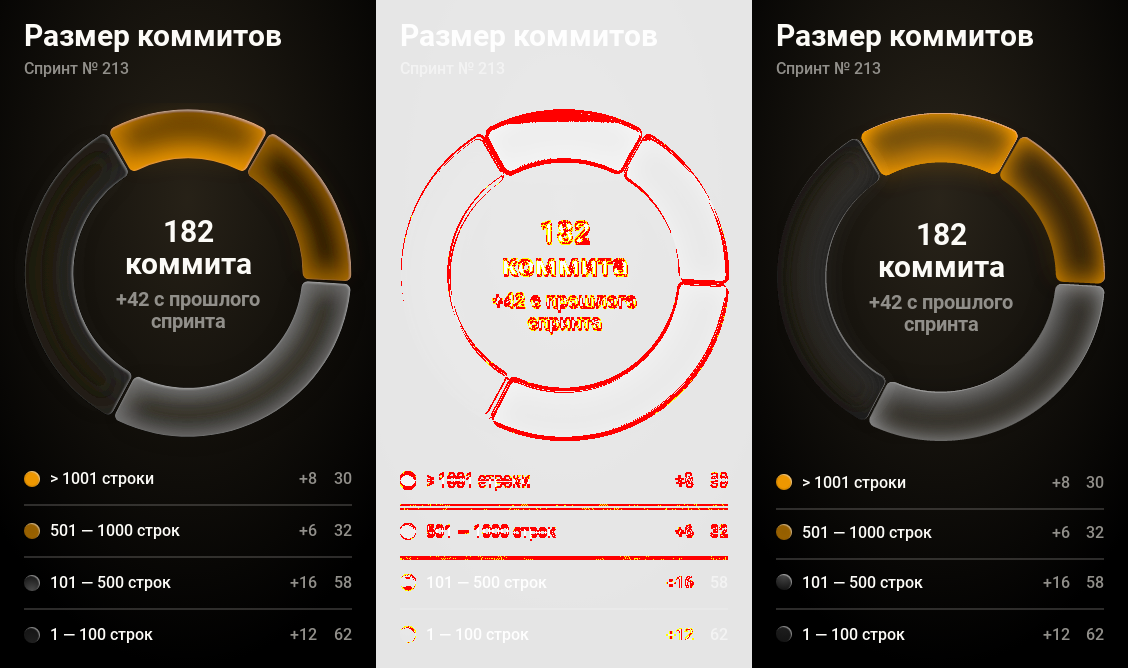 Размер коммитов
Спринт № 213
182
коммита
+42 с прошлого
спринта
> 1001 строки +8 30
501 — 1000 строк +6 32
101 — 500 строк +16 58
1 — 100 строк +12 62
Размер коммитов
Спринт № 213
182
коммита
+42 с прошлого
спринта
> 1001 строки +8 30
501 — 1000 строк +6 32
101 — 500 строк +16 58
1 — 100 строк +12 62
Размер коммитов
Спринт № 213
182
коммита
+42 с прошлого
спринта
> 1001 строки +8 30
501 — 1000 строк +6 32
101 — 500 строк +16 58
1 — 100 строк +12 62